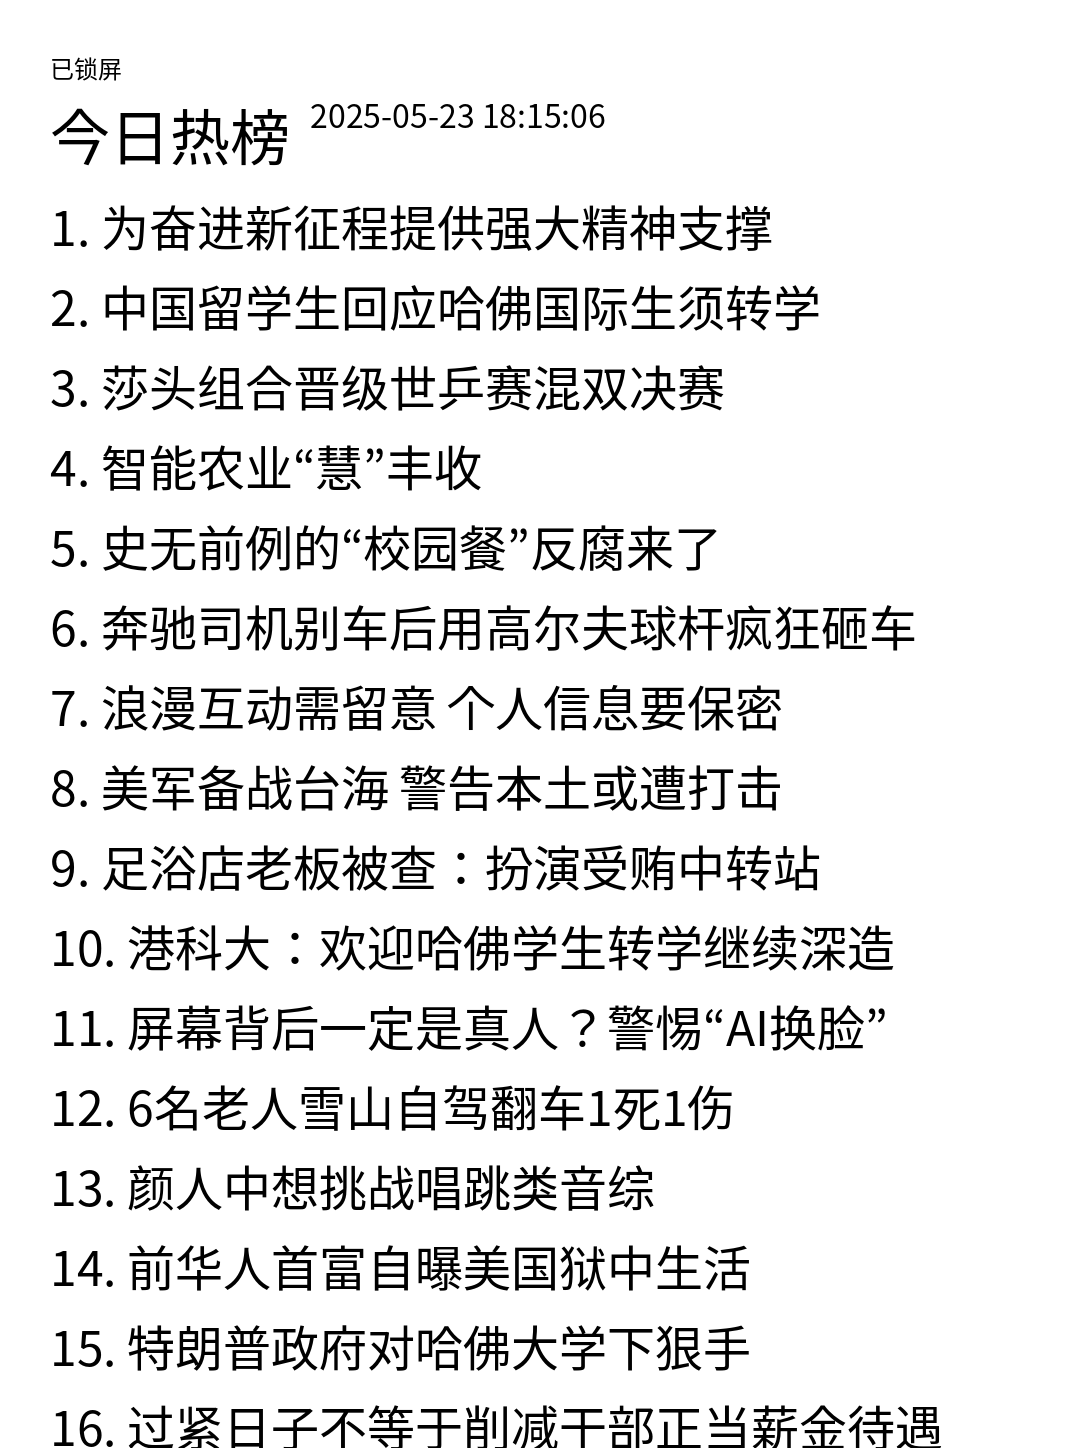 已锁屏
今日热榜 2025-05-23 18:15:06
1. 为奋进新征程提供强大精神支撑
2. 中国留学生回应哈佛国际生须转学
3. 莎头组合晋级世乒赛混双决赛
4. 智能农业“慧”丰收
5. 史无前例的“校园餐”反腐来了
6. 奔驰司机别车后用高尔夫球杆疯狂砸车
7. 浪漫互动需留意 个人信息要保密
8. 美军备战台海 警告本土或遭打击
9. 足浴店老板被查：扮演受贿中转站
10. 港科大：欢迎哈佛学生转学继续深造
11. 屏幕背后一定是真人？警惕“AI换脸”
12. 6名老人雪山自驾翻车1死1伤
13. 颜人中想挑战唱跳类音综
14. 前华人首富自曝美国狱中生活
15. 特朗普政府对哈佛大学下狠手
16. 过紧日子不等于削减干部正当薪金待遇